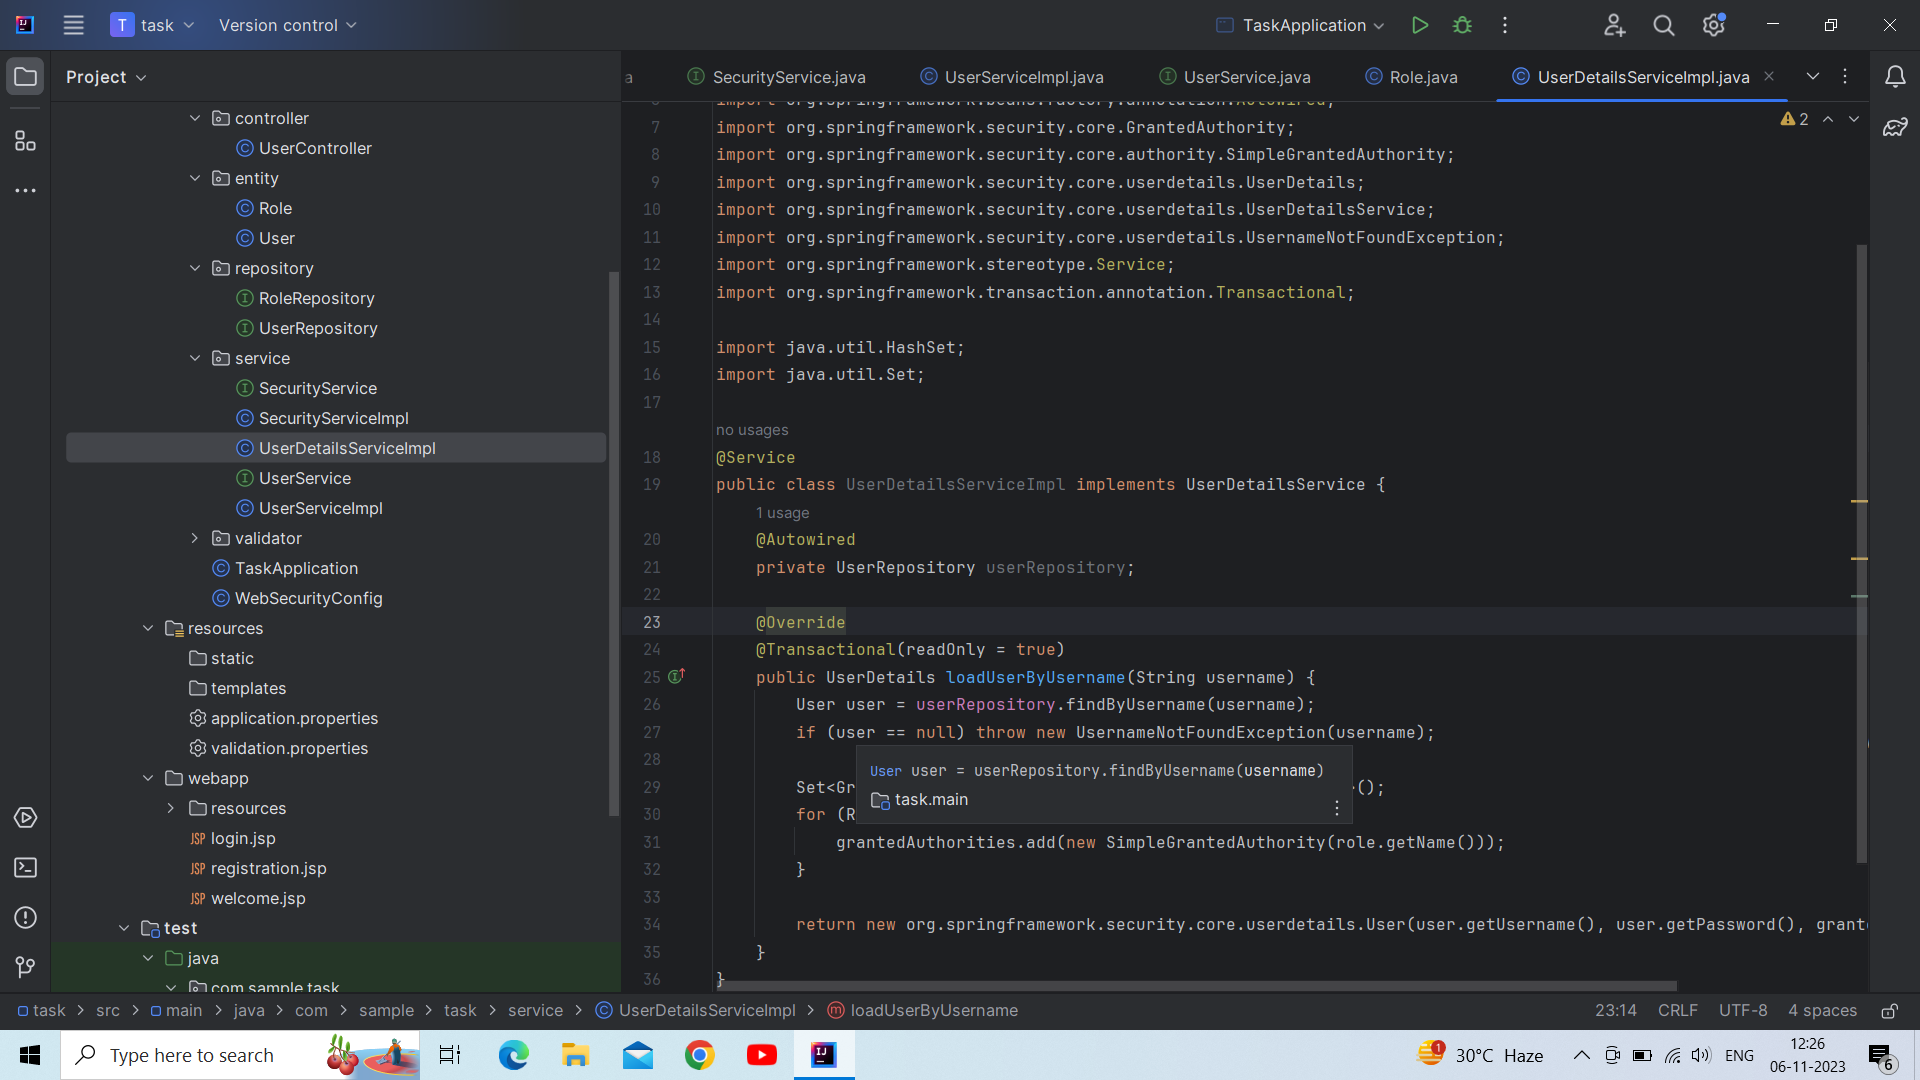 T task Version control TaskApplication
Project
a SecurityService.java UserServiceImpl.java UserService.java Role.java UserDetailsServiceImpl.java
controller
UserController
entity
Role
User
repository
RoleRepository
UserRepository
service
SecurityService
SecurityServiceImpl
UserDetailsServiceImpl
UserService
UserServiceImpl
validator
TaskApplication
WebSecurityConfig
resources
static
templates
application.properties
validation.properties
webapp
resources
JSP login.jsp
JSP registration.jsp
JSP welcome.jsp
test
java
com.sample.task
2
6 import org.springframework.beans.factory.annotation.Autowired;
7 import org.springframework.security.core.GrantedAuthority;
8 import org.springframework.security.core.authority.SimpleGrantedAuthority;
9 import org.springframework.security.core.userdetails.UserDetails;
10 import org.springframework.security.core.userdetails.UserDetailsService;
11 import org.springframework.security.core.userdetails.UsernameNotFoundException;
12 import org.springframework.stereotype.Service;
13 import org.springframework.transaction.annotation.Transactional;
14
15 import java.util.HashSet;
16 import java.util.Set;
17
no usages
18 @Service
19 public class UserDetailsServiceImpl implements UserDetailsService {
1 usage
20 @Autowired
21 private UserRepository userRepository;
22
23 @Override
24 @Transactional(readOnly = true)
25 public UserDetails loadUserByUsername(String username) {
26 User user = userRepository.findByUsername(username);
27 if (user == null) throw new UsernameNotFoundException(username);
28
User user = userRepository.findByUsername(username)
task.main
29 Set<Gr ();
30 for (R
31 grantedAuthorities.add(new SimpleGrantedAuthority(role.getName()));
32 }
33
34 return new org.springframework.security.core.userdetails.User(user.getUsername(), user.getPassword(), grant
35 }
36 }
task > src > main > java > com > sample > task > service > UserDetailsServiceImpl > loadUserByUsername 23:14 CRLF UTF-8 4 spaces
Type here to search 1 30°C Haze ENG 12:26
06-11-2023 6